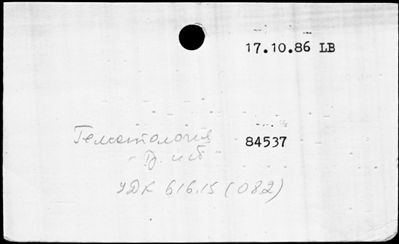 17.10.86 LB
Гематология 84537
УДК 616.15 (082)